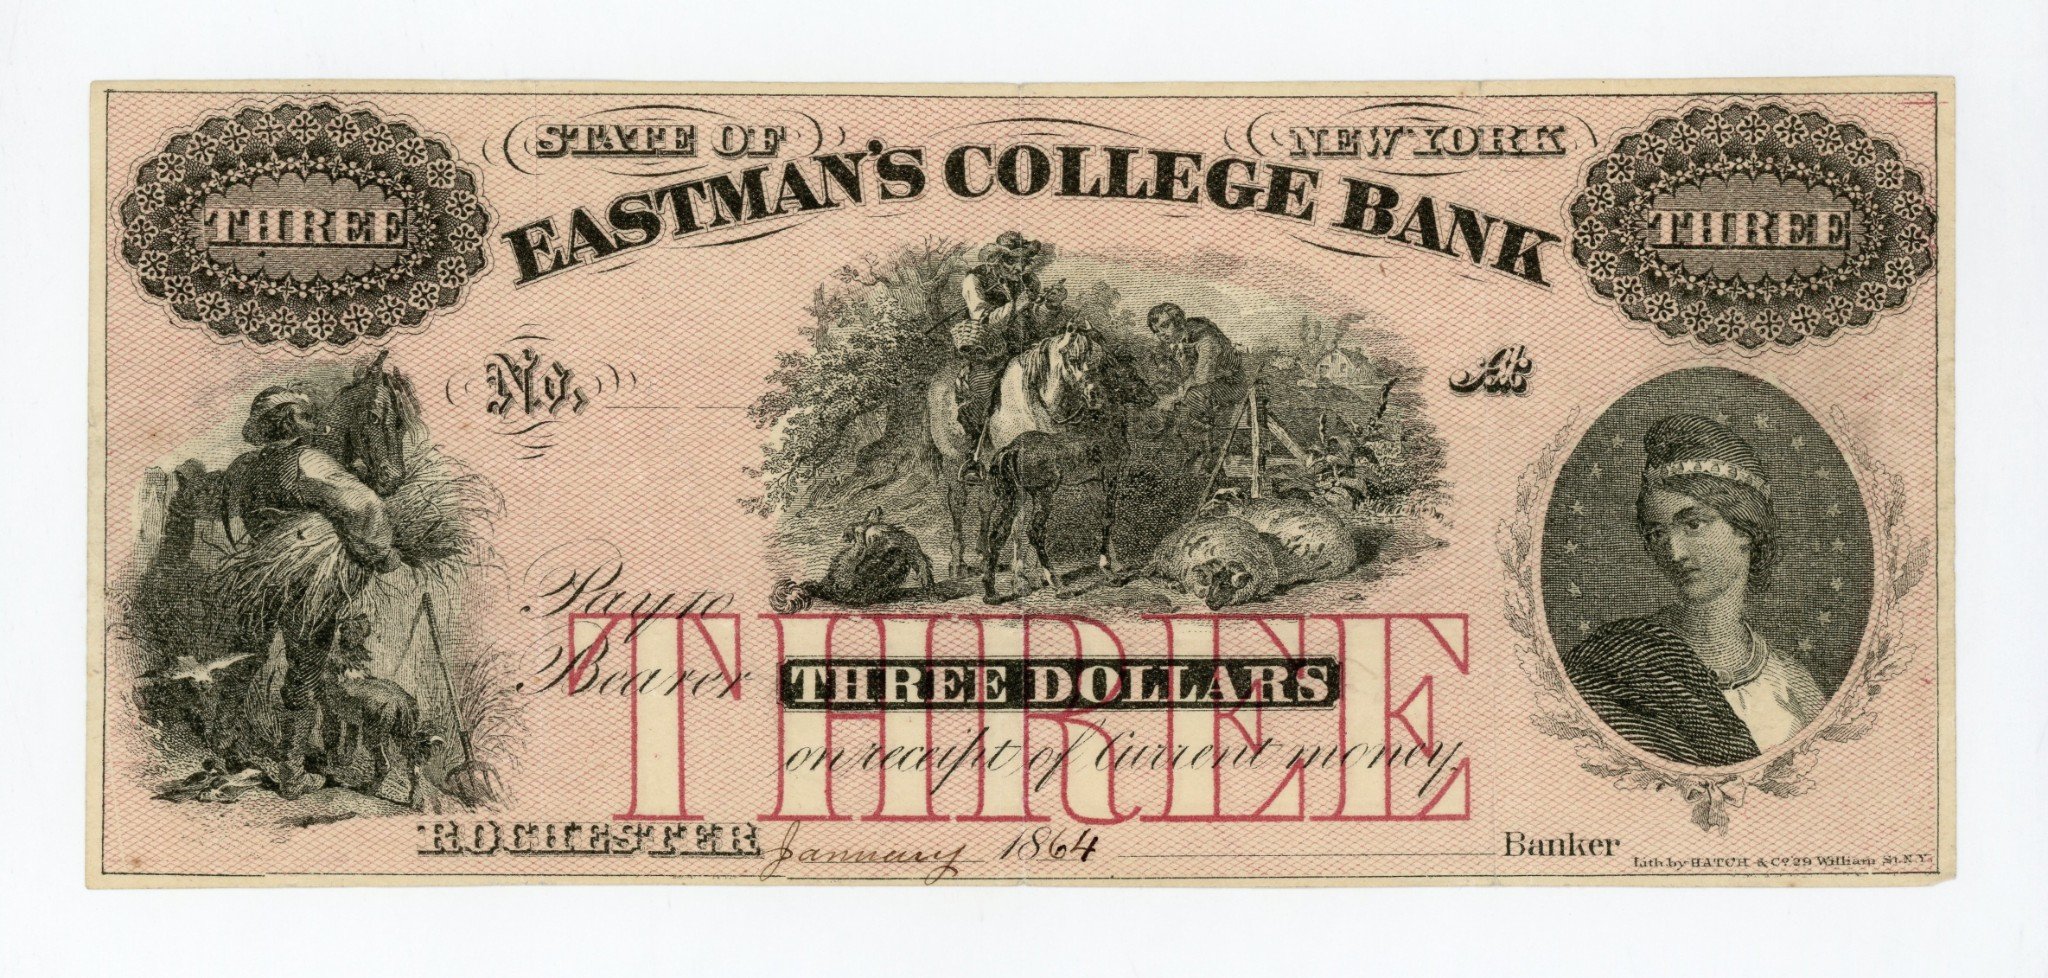 STATE OF NEW YORK
EASTMAN'S COLLEGE BANK
THREE
THREE
No.
A
Pay to
Bearer
THREE
THREE DOLLARS
on receipt of Current money.
ROCHESTER January 1864
Banker
Lith by HATCH & Co. 29 William St. N.Y.